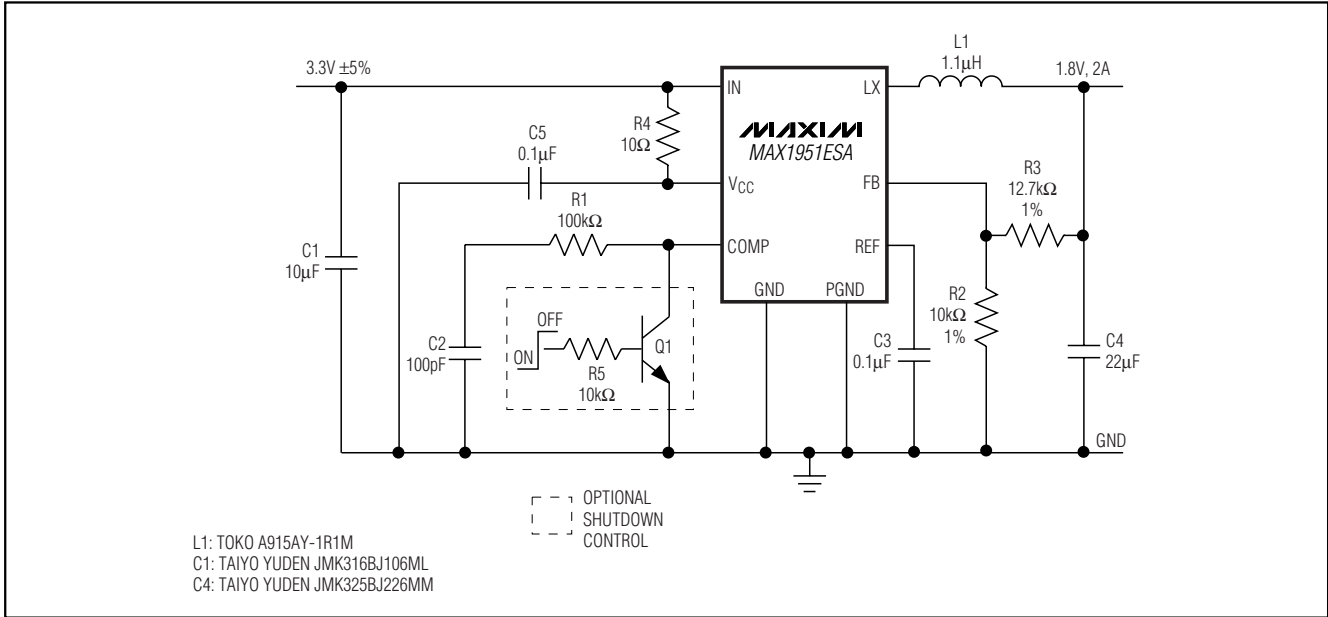 3.3V ±5%
L1
1.1µH
1.8V, 2A
IN
LX
R4
10Ω
MAXIM
MAX1951ESA
C5
0.1µF
VCC
FB
R3
12.7kΩ
1%
R1
100kΩ
COMP
REF
C1
10µF
GND
PGND
R2
10kΩ
1%
OFF
ON
Q1
R5
10kΩ
C2
100pF
C3
0.1µF
C4
22µF
GND
OPTIONAL
SHUTDOWN
CONTROL
L1: TOKO A915AY-1R1M
C1: TAIYO YUDEN JMK316BJ106ML
C4: TAIYO YUDEN JMK325BJ226MM